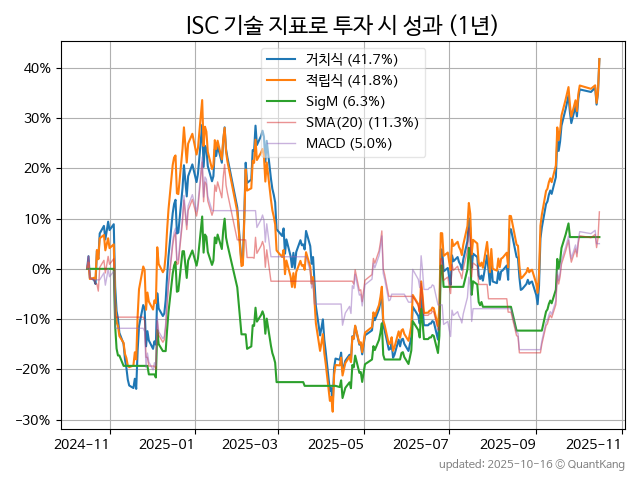 ISC 기술 지표로 투자 시 성과 (1년)
거치식 (41.7%)
적립식 (41.8%)
SigM (6.3%)
SMA(20) (11.3%)
MACD (5.0%)
40%
30%
20%
10%
0%
−10%
−20%
−30%
2024-11 2025-01 2025-03 2025-05 2025-07 2025-09 2025-11
updated: 2025-10-16 © QuantKang